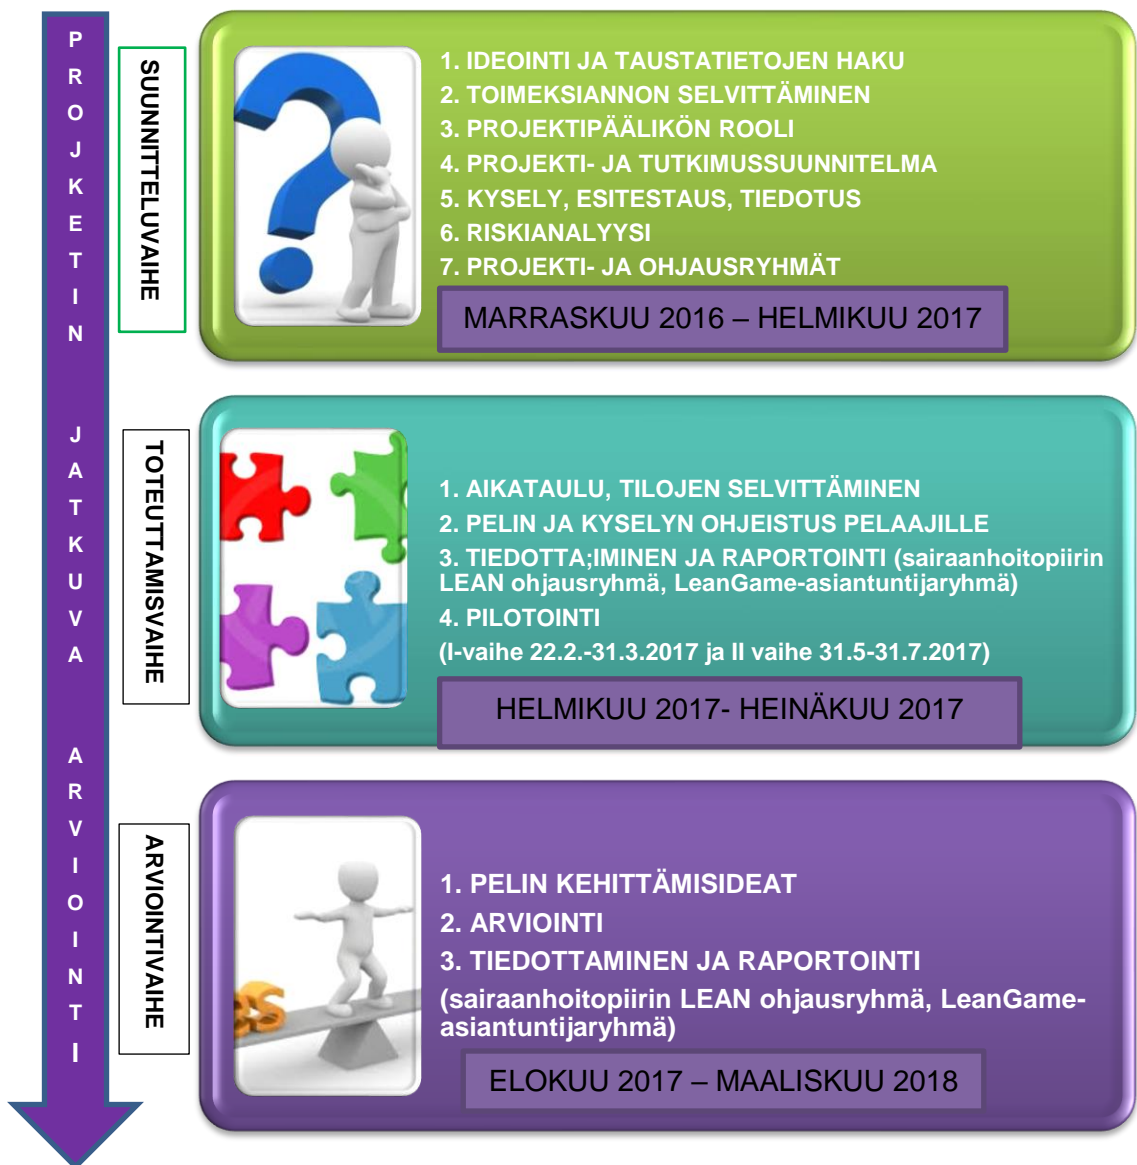 PROJKETIN JATKUVA ARVIOINTI
SUUNNITTELUVAIHE
1. IDEOINTI JA TAUSTATIETOJEN HAKU
2. TOIMEKSIANNON SELVITTÄMINEN
3. PROJEKTIPÄÄLIKÖN ROOLI
4. PROJEKTI- JA TUTKIMUSSUUNNITELMA
5. KYSELY, ESITESTAUS, TIEDOTUS
6. RISKIANALYYSI
7. PROJEKTI- JA OHJAUSRYHMÄT
MARRASKUU 2016 – HELMIKUU 2017
TOTEUTTAMISVAIHE
1. AIKATAULU, TILOJEN SELVITTÄMINEN
2. PELIN JA KYSELYN OHJEISTUS PELAAJILLE
3. TIEDOTTA;IMINEN JA RAPORTOINTI (sairaanhoitopiirin
LEAN ohjausryhmä, LeanGame-asiantuntijaryhmä)
4. PILOTOINTI
(I-vaihe 22.2.-31.3.2017 ja II vaihe 31.5-31.7.2017)
HELMIKUU 2017- HEINÄKUU 2017
ARVIOINTIVAIHE
1. PELIN KEHITTÄMISIDEAT
2. ARVIOINTI
3. TIEDOTTAMINEN JA RAPORTOINTI
(sairaanhoitopiirin LEAN ohjausryhmä, LeanGame-
asiantuntijaryhmä)
ELOKUU 2017 – MAALISKUU 2018